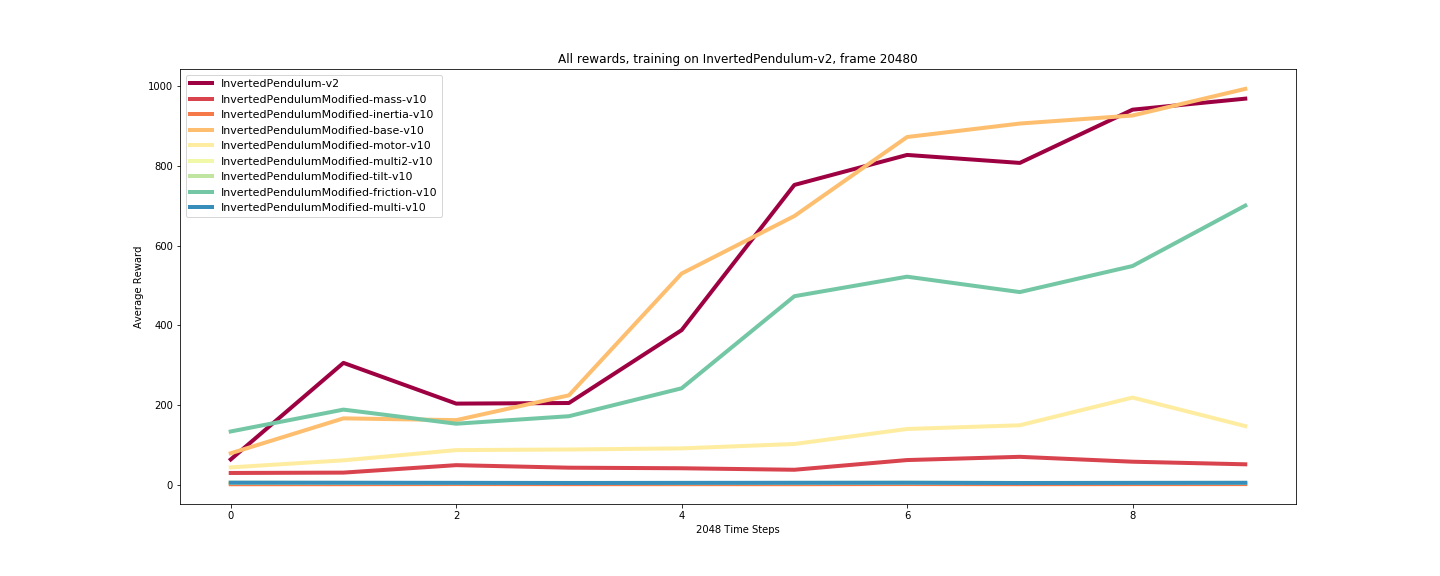 All rewards, training on InvertedPendulum-v2, frame 20480
InvertedPendulum-v2
InvertedPendulumModified-mass-v10
InvertedPendulumModified-inertia-v10
InvertedPendulumModified-base-v10
InvertedPendulumModified-motor-v10
InvertedPendulumModified-multi2-v10
InvertedPendulumModified-tilt-v10
InvertedPendulumModified-friction-v10
InvertedPendulumModified-multi-v10
1000
800
600
400
200
0
Average Reward
0 2 4 6 8
2048 Time Steps